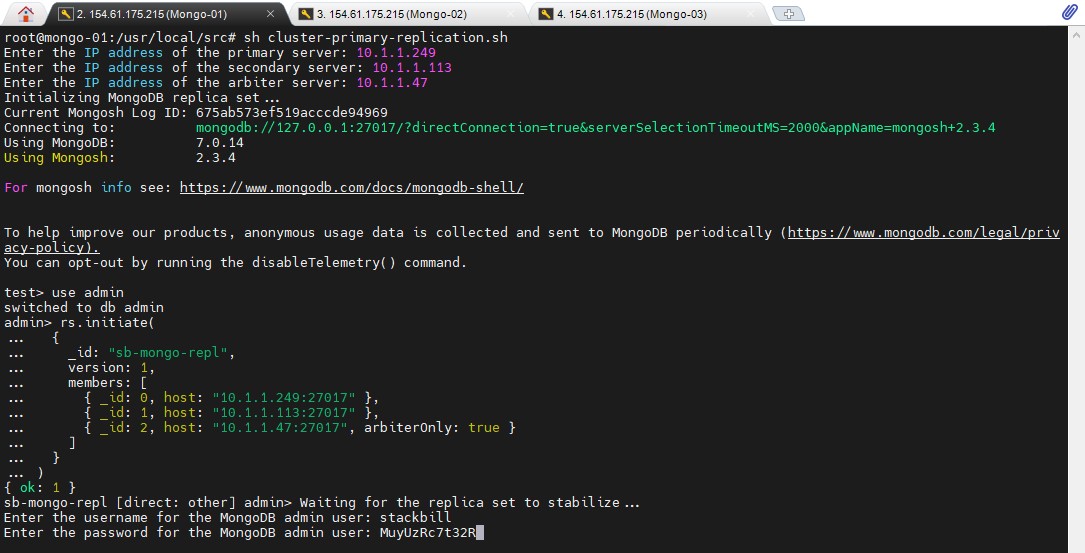 2. 154.61.175.215 (Mongo-01)
3. 154.61.175.215 (Mongo-02)
4. 154.61.175.215 (Mongo-03)
root@mongo-01:/usr/local/src# sh cluster-primary-replication.sh
Enter the IP address of the primary server: 10.1.1.249
Enter the IP address of the secondary server: 10.1.1.113
Enter the IP address of the arbiter server: 10.1.1.47
Initializing MongoDB replica set...
Current Mongosh Log ID: 675ab573ef519acccde94969
Connecting to: mongodb://127.0.0.1:27017/?directConnection=true&serverSelectionTimeoutMS=2000&appName=mongosh+2.3.4
Using MongoDB: 7.0.14
Using Mongosh: 2.3.4
For mongosh info see: https://www.mongodb.com/docs/mongodb-shell/
To help improve our products, anonymous usage data is collected and sent to MongoDB periodically (https://www.mongodb.com/legal/priv
acy-policy).
You can opt-out by running the disableTelemetry() command.
test> use admin
switched to db admin
admin> rs.initiate(
... {
... _id: "sb-mongo-repl",
... version: 1,
... members: [
... { _id: 0, host: "10.1.1.249:27017" },
... { _id: 1, host: "10.1.1.113:27017" },
... { _id: 2, host: "10.1.1.47:27017", arbiterOnly: true }
... ]
... }
... )
{ ok: 1 }
sb-mongo-repl [direct: other] admin> Waiting for the replica set to stabilize...
Enter the username for the MongoDB admin user: stackbill
Enter the password for the MongoDB admin user: MuyUzRc7t32R